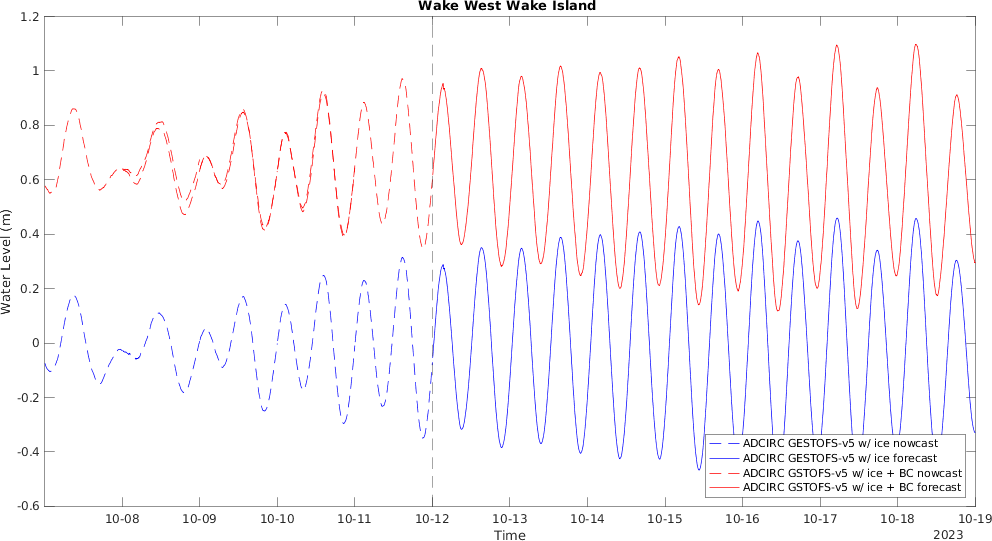 Wake West Wake Island
1.2
1
0.8
0.6
0.4
0.2
0
-0.2
-0.4
-0.6
Water Level (m)
ADCIRC GESTOFS-v5 w/ ice nowcast
ADCIRC GESTOFS-v5 w/ ice forecast
ADCIRC GSTOFS-v5 w/ ice + BC nowcast
ADCIRC GSTOFS-v5 w/ ice + BC forecast
10-08 10-09 10-10 10-11 10-12 10-13 10-14 10-15 10-16 10-17 10-18 10-19
Time
2023